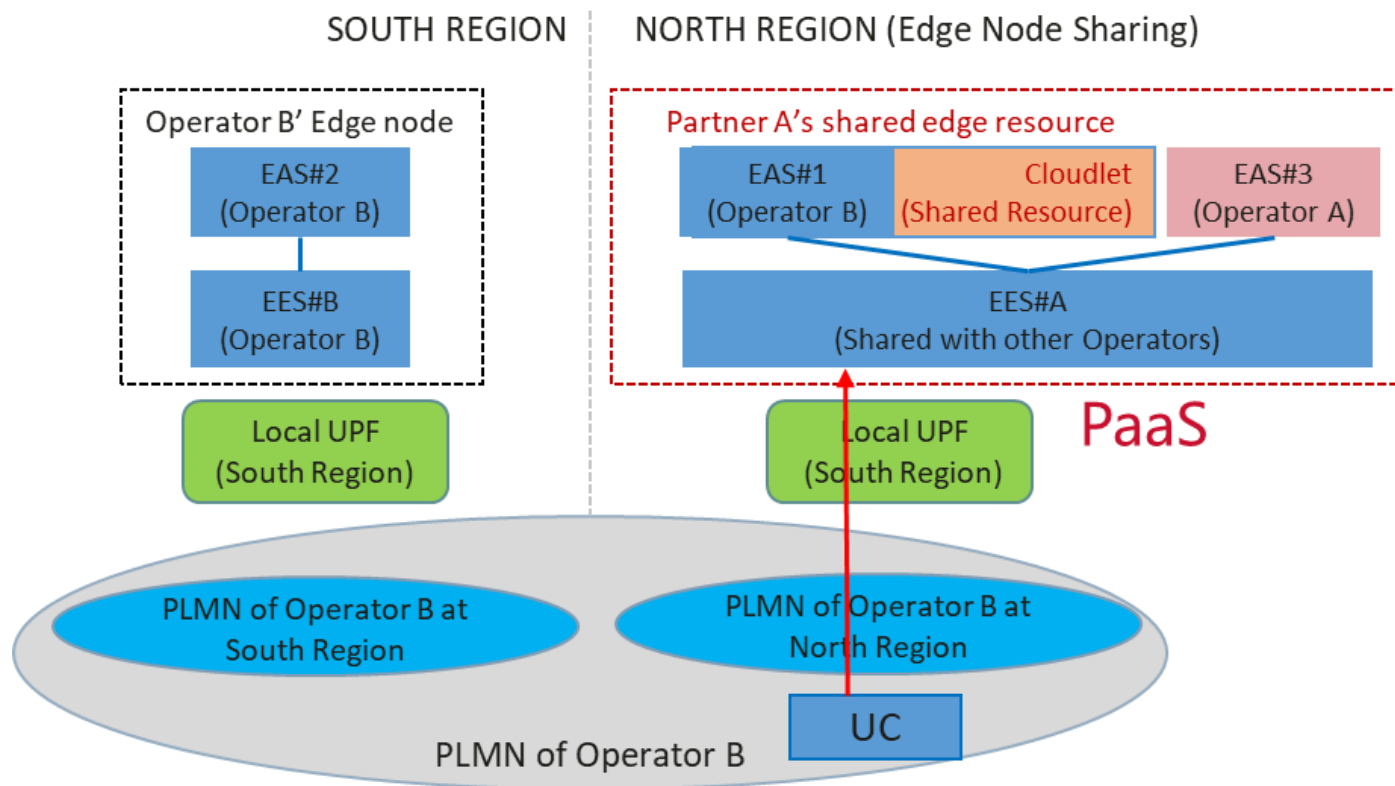 SOUTH REGION
NORTH REGION (Edge Node Sharing)
Operator B’ Edge node
EAS#2
(Operator B)
EES#B
(Operator B)
Local UPF
(South Region)
Partner A’s shared edge resource
EAS#1
(Operator B)
Cloudlet
(Shared Resource)
EAS#3
(Operator A)
EES#A
(Shared with other Operators)
Local UPF
(South Region)
PaaS
PLMN of Operator B at
South Region
PLMN of Operator B at
North Region
UC
PLMN of Operator B